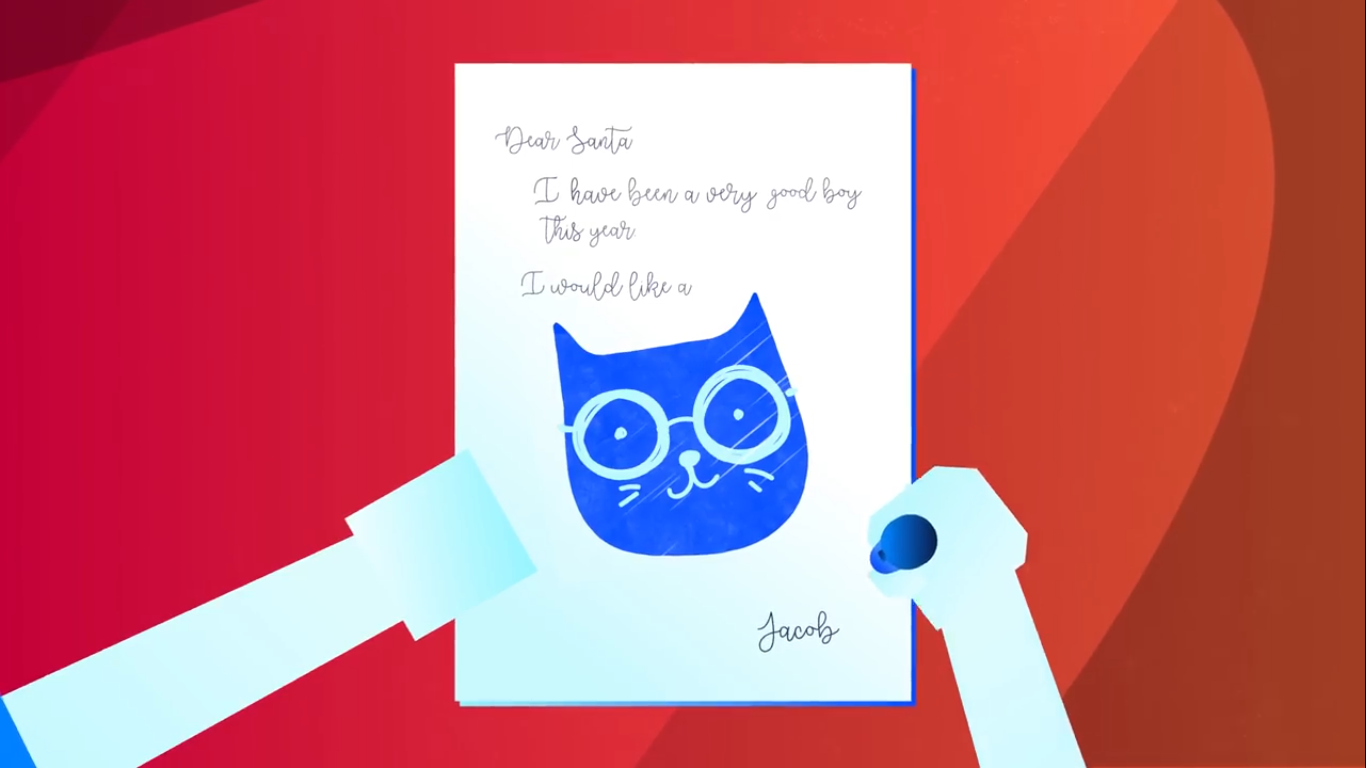 Dear Santa
I have been a very good boy
this year.
I would like a
Jacob